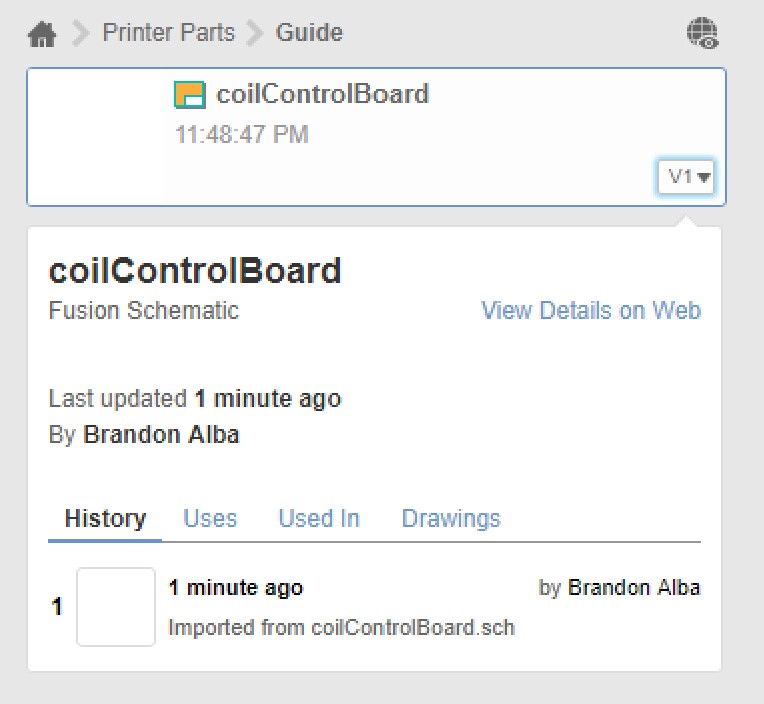 Printer Parts Guide
coilControlBoard
11:48:47 PM
V1
coilControlBoard
Fusion Schematic View Details on Web
Last updated 1 minute ago
By Brandon Alba
History Uses Used In Drawings
1 minute ago by Brandon Alba
1
Imported from coilControlBoard.sch